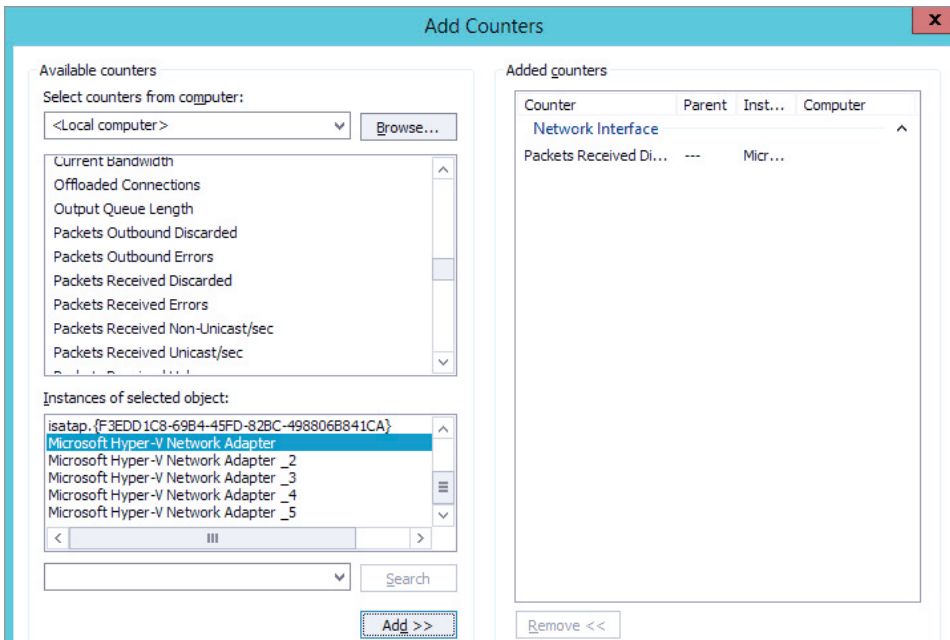 Add Counters
x
Available counters
Select counters from computer:
<Local computer>
Browse...
Current Bandwidth
Offloaded Connections
Output Queue Length
Packets Outbound Discarded
Packets Outbound Errors
Packets Received Discarded
Packets Received Errors
Packets Received Non-Unicast/sec
Packets Received Unicast/sec
Instances of selected object:
isatap.{F3EDD1C8-69B4-45FD-82BC-498806B841CA}
Microsoft Hyper-V Network Adapter
Microsoft Hyper-V Network Adapter _2
Microsoft Hyper-V Network Adapter _3
Microsoft Hyper-V Network Adapter _4
Microsoft Hyper-V Network Adapter _5
Search
Add >>
Added counters
Counter Parent Inst... Computer
Network Interface
Packets Received Di... --- Micr...
Remove <<